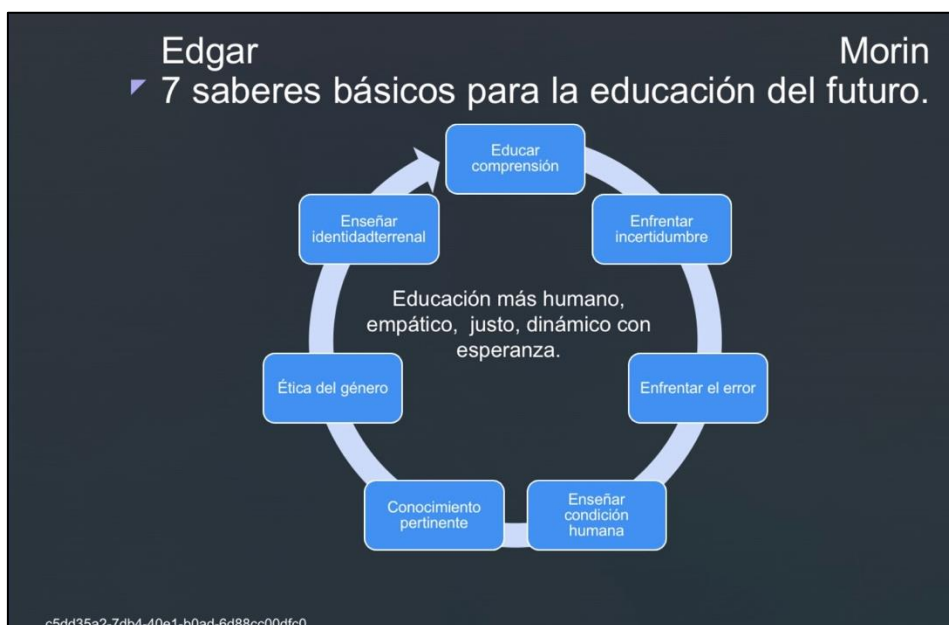 Edgar Morin
7 saberes básicos para la educación del futuro.
Educar
comprensión
Enfrentar
incertidumbre
Enfrentar el error
Enseñar
condición
humana
Conocimiento
pertinente
Ética del género
Enseñar
identidadterrenal
Educación más humano,
empático, justo, dinámico con
esperanza.
c5dd35a2-7db4-40e1-b0ad-6d88cc00dfc0